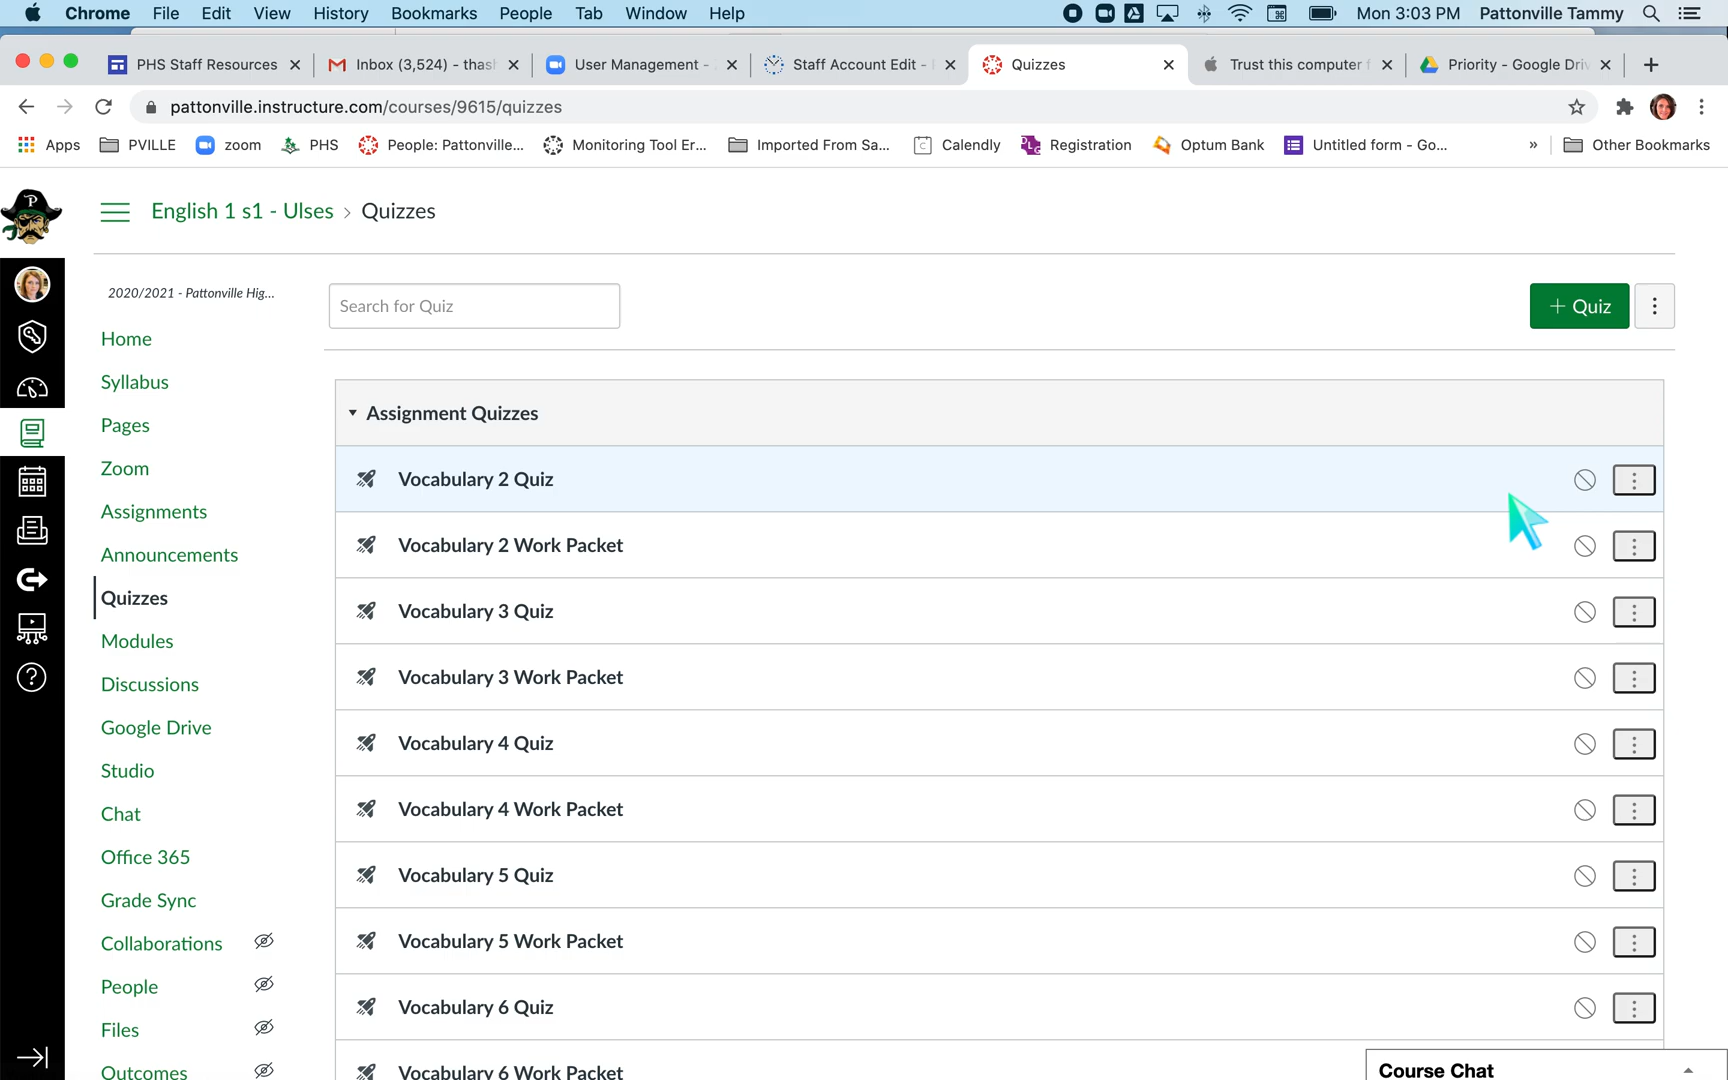 Chrome File Edit View History Bookmarks People Tab Window Help Mon 3:03 PM Pattonville Tammy
PHS Staff Resources Inbox (3,524) - thas User Management - Staff Account Edit - Quizzes Trust this computer Priority - Google Driv
pattonville.instructure.com/courses/9615/quizzes
Apps PVILLE zoom PHS People: Pattonville... Monitoring Tool Er... Imported From Sa... Calendly Registration Optum Bank Untitled form - Go... » Other Bookmarks
English 1 s1 - Ulses › Quizzes
2020/2021 - Pattonville Hig...
Search for Quiz
+ Quiz
Home
Syllabus
Pages
Zoom
Assignments
Announcements
Quizzes
Modules
Discussions
Google Drive
Studio
Chat
Office 365
Grade Sync
Collaborations
People
Files
Outcomes
Assignment Quizzes
Vocabulary 2 Quiz
Vocabulary 2 Work Packet
Vocabulary 3 Quiz
Vocabulary 3 Work Packet
Vocabulary 4 Quiz
Vocabulary 4 Work Packet
Vocabulary 5 Quiz
Vocabulary 5 Work Packet
Vocabulary 6 Quiz
Vocabulary 6 Work Packet
Course Chat